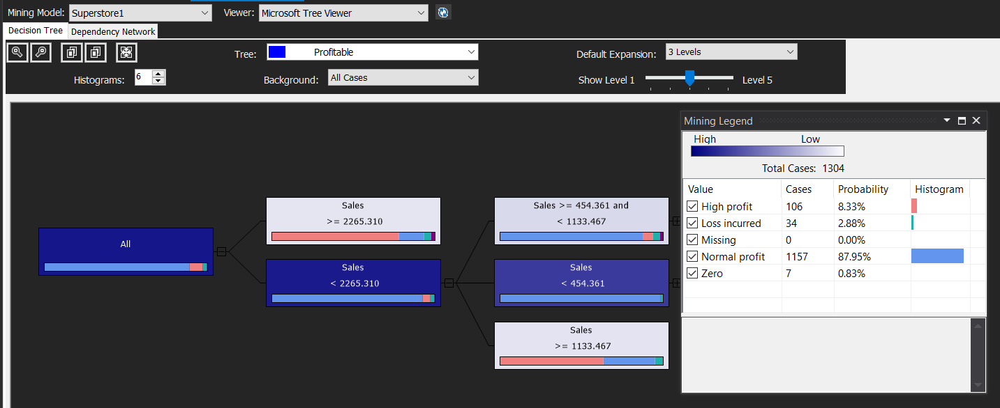 Mining Model: Superstore1 Viewer: Microsoft Tree Viewer
Decision Tree Dependency Network
Tree: Profitable Default Expansion: 3 Levels
Histograms: 6 Background: All Cases Show Level 1 Level 5
All
Sales
>= 2265.310
Sales
< 2265.310
Sales >= 454.361 and
< 1133.467
Sales
< 454.361
Sales
>= 1133.467
Mining Legend
High Low
Total Cases: 1304
Value Cases Probability Histogram
High profit 106 8.33%
Loss incurred 34 2.88%
Missing 0 0.00%
Normal profit 1157 87.95%
Zero 7 0.83%